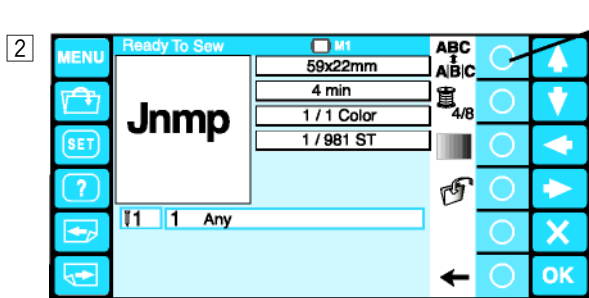 2
MENU Ready To Sew M1 ABC
59x22mm A|B|C
4 min
Jnmp 1 / 1 Color 4/8
SET 1 / 981 ST
?
1 1 Any
X
OK